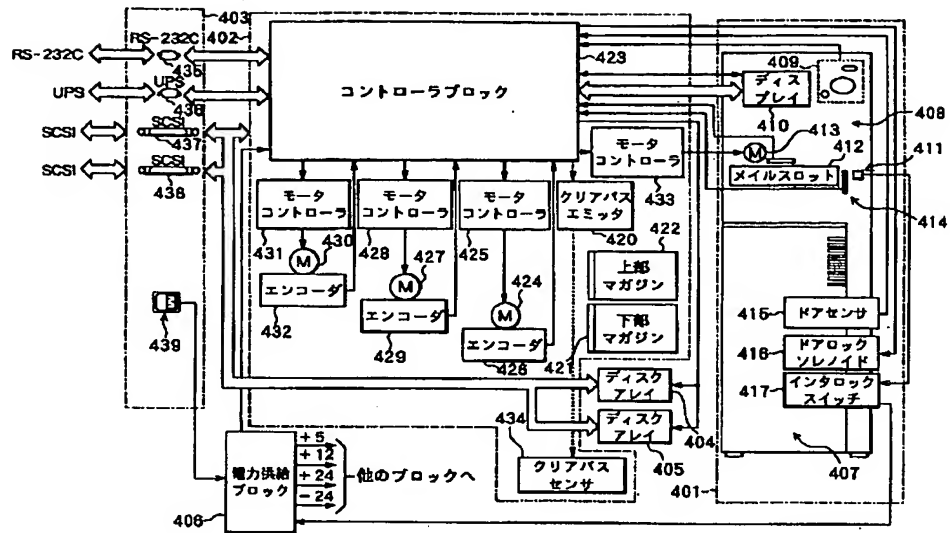 403
402
RS-232C
RS-232C
435
UPS
UPS
436
SCSI
SCSI
437
SCSI
SCSI
438
439
コントローラブロック
423
409
ディス
プレイ
410
408
413
M
412
メイルスロット
411
414
モータ
コントローラ
433
モータ
コントローラ
431
430
M
エンコーダ
432
モータ
コントローラ
428
427
M
エンコーダ
429
モータ
コントローラ
425
424
M
エンコーダ
426
クリアパス
エミッタ
420
422
上部
マガジン
下部
マガジン
421
415
ドアセンサ
416
ドアロック
ソレノイド
417
インタロック
スイッチ
407
401
ディスク
アレイ
404
ディスク
アレイ
405
434
クリアパス
センサ
電力供給
ブロック
406
+5
+12
+24
-24
他のブロックへ